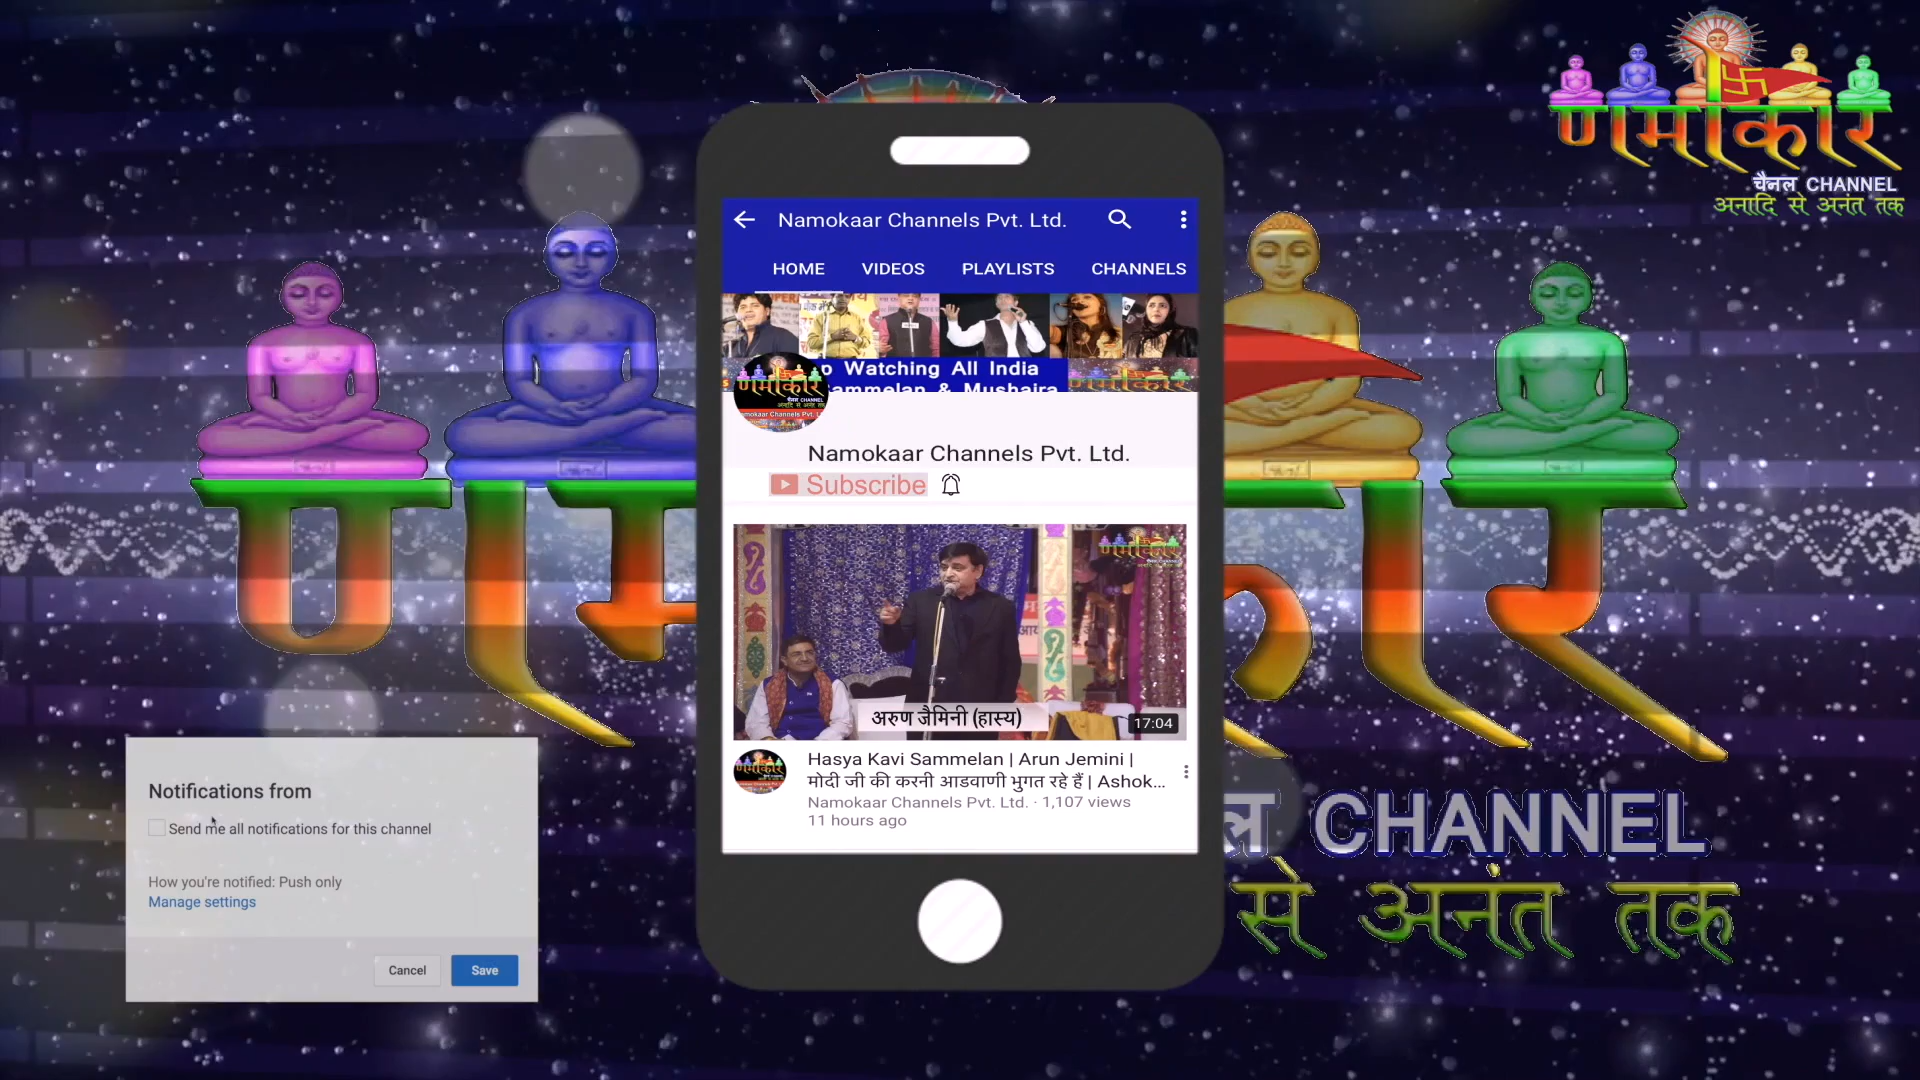 णमोकार
चैनल CHANNEL
अनादि से अनंत तक
Namokaar Channels Pvt. Ltd.
HOME VIDEOS PLAYLISTS CHANNELS
Watching All India
Sammelan & Mushaira
णमोकार
Namokaar Channels Pvt. Ltd.
Subscribe
अरुण जैमिनी (हास्य)
17:04
Hasya Kavi Sammelan | Arun Jemini |
मोदी जी की करनी आडवाणी भुगत रहे हैं | Ashok...
Namokaar Channels Pvt. Ltd. · 1,107 views
11 hours ago
Notifications from
Send me all notifications for this channel
How you're notified: Push only
Manage settings
Cancel Save
CHANNEL
से अनंत तक